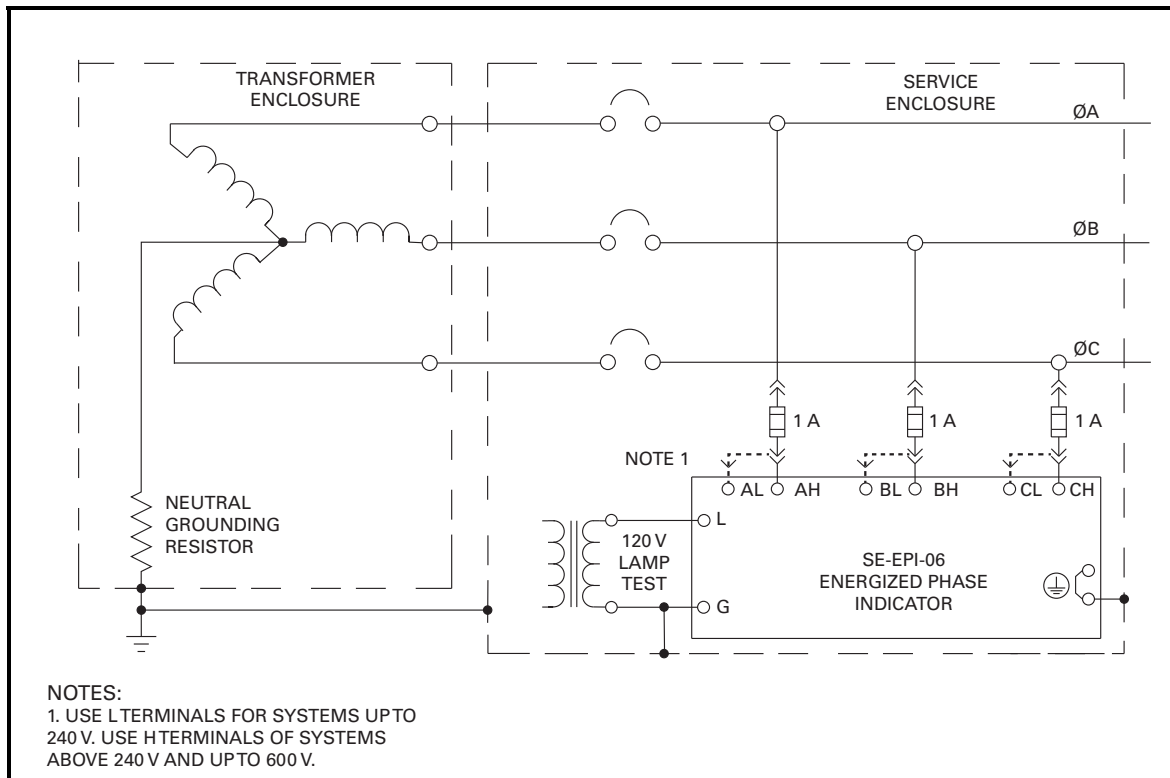 TRANSFORMER
ENCLOSURE
SERVICE
ENCLOSURE
ØA
ØB
ØC
1 A
1 A
1 A
NOTE 1
AL
AH
BL
BH
CL
CH
NEUTRAL
GROUNDING
RESISTOR
L
120 V
LAMP
TEST
G
SE-EPI-06
ENERGIZED PHASE
INDICATOR
NOTES:
1. USE L TERMINALS FOR SYSTEMS UP TO
240 V. USE H TERMINALS OF SYSTEMS
ABOVE 240 V AND UP TO 600 V.